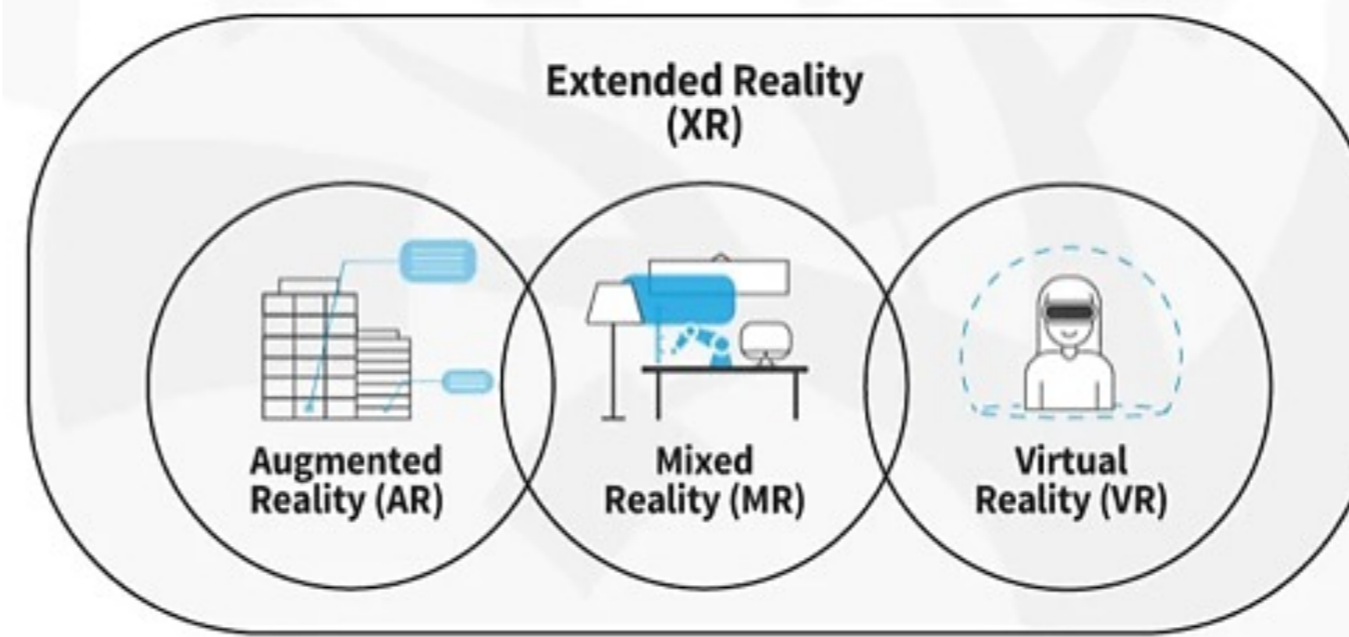 Extended Reality
(XR)
Augmented
Reality (AR)
Mixed
Reality (MR)
Virtual
Reality (VR)